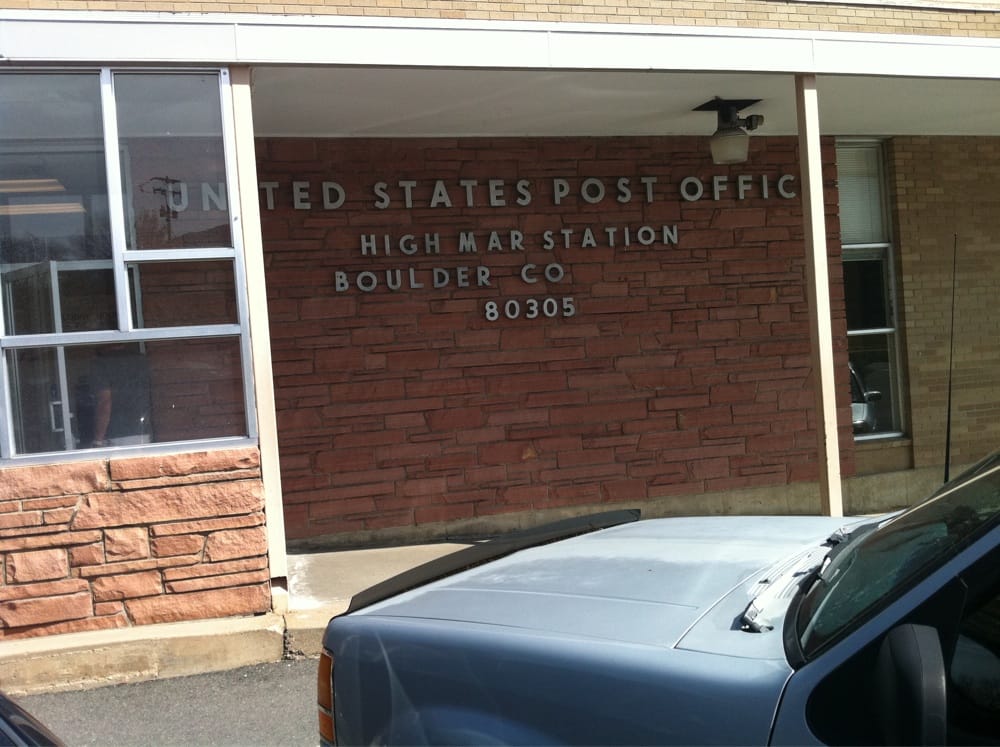 UNITED STATES POST OFFIC
HIGH MAR STATION
BOULDER CO
80305